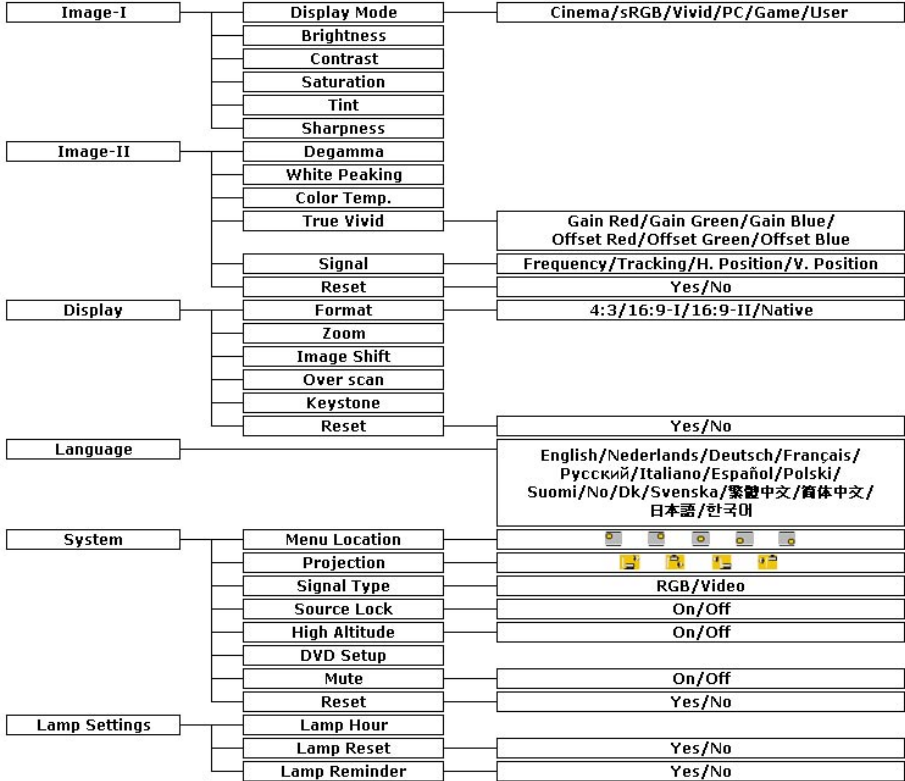 Image-I
Display Mode
Cinema/sRGB/Vivid/PC/Game/User
Brightness
Contrast
Saturation
Tint
Sharpness
Image-II
Degamma
White Peaking
Color Temp.
True Vivid
Gain Red/Gain Green/Gain Blue/
Offset Red/Offset Green/Offset Blue
Signal
Frequency/Tracking/H. Position/V. Position
Reset
Yes/No
Display
Format
4:3/16:9-I/16:9-II/Native
Zoom
Image Shift
Over scan
Keystone
Reset
Yes/No
Language
English/Nederlands/Deutsch/Français/
Русский/Italiano/Español/Polski/
Suomi/No/Dk/Svenska/繁體中文/简体中文/
日本語/한국어
System
Menu Location
Projection
Signal Type
RGB/Video
Source Lock
On/Off
High Altitude
On/Off
DVD Setup
Mute
On/Off
Reset
Yes/No
Lamp Settings
Lamp Hour
Lamp Reset
Yes/No
Lamp Reminder
Yes/No